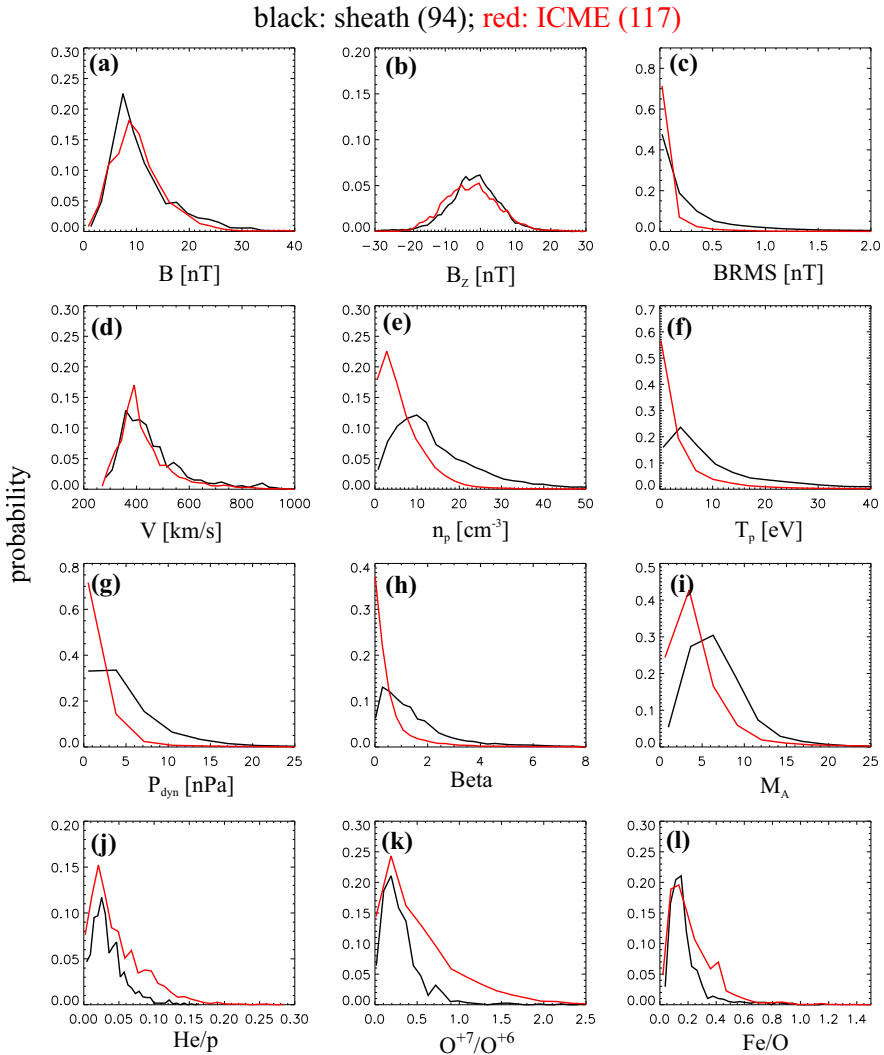 black: sheath (94); red: ICME (117)
(a)
0.30
0.25
0.20
0.15
0.10
0.05
0.00
0 10 20 30 40
B [nT]
(b)
0.20
0.15
0.10
0.05
0.00
−30 −20 −10 0 10 20 30
B_Z [nT]
(c)
1.0
0.8
0.6
0.4
0.2
0.0
0.0 0.5 1.0 1.5 2.0
BRMS [nT]
(d)
0.30
0.25
0.20
0.15
0.10
0.05
0.00
200 400 600 800 1000
V [km/s]
(e)
0.30
0.25
0.20
0.15
0.10
0.05
0.00
0 10 20 30 40 50
n_p [cm^-3]
(f)
0.7
0.6
0.5
0.4
0.3
0.2
0.1
0.0
0 10 20 30 40
T_p [eV]
probability
(g)
0.8
0.6
0.4
0.2
0.0
0 5 10 15 20 25
P_dyn [nPa]
(h)
0.4
0.3
0.2
0.1
0.0
0 2 4 6 8
Beta
(i)
0.5
0.4
0.3
0.2
0.1
0.0
0 5 10 15 20 25
M_A
(j)
0.20
0.15
0.10
0.05
0.00
0.00 0.05 0.10 0.20 0.30
He/p
(k)
0.30
0.25
0.20
0.15
0.10
0.05
0.00
0.0 0.5 1.0 1.5 2.0 2.5
O^+7/O^+6
(l)
0.30
0.25
0.20
0.15
0.10
0.05
0.00
0.0 0.2 0.4 0.6 0.8 1.0 1.2 1.4
Fe/O